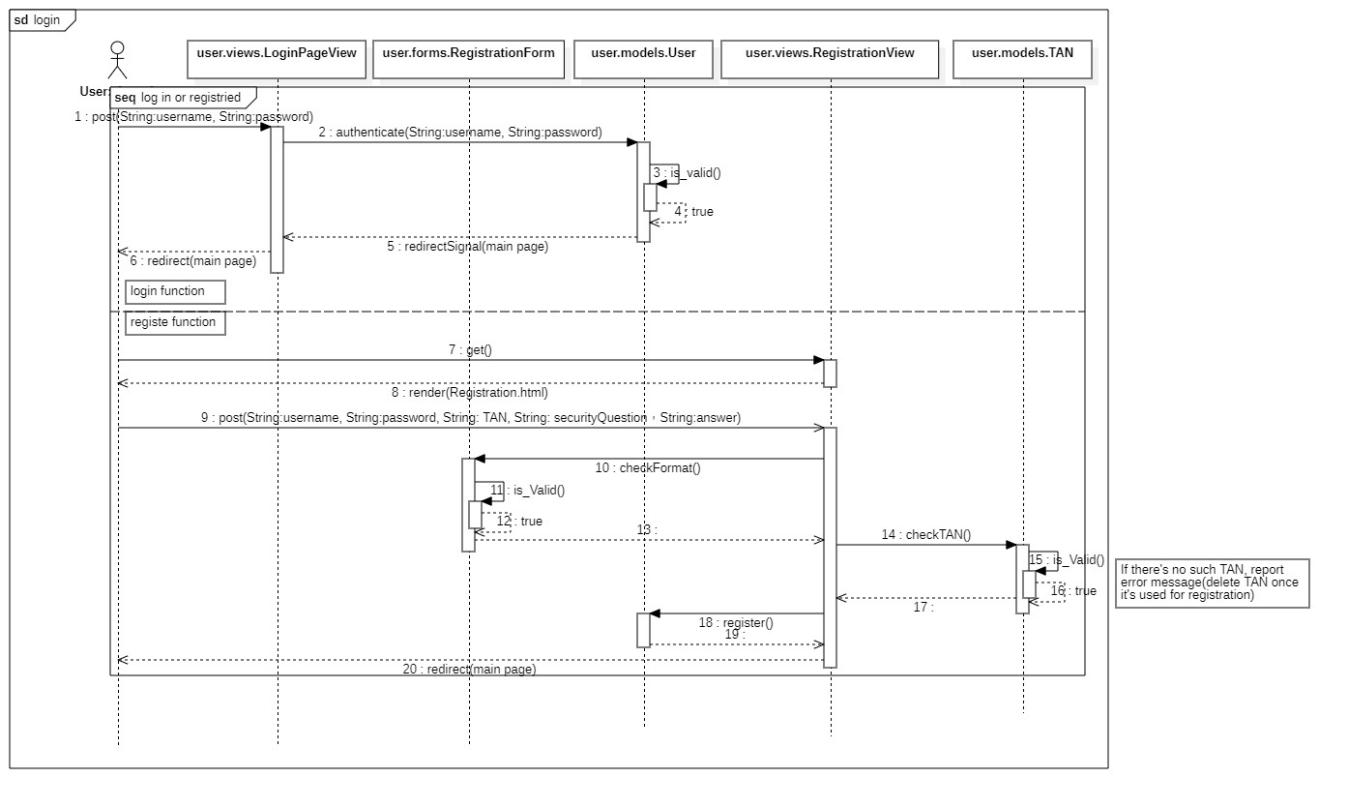 sd login
user.views.LoginPageView
user.forms.RegistrationForm
user.models.User
user.views.RegistrationView
user.models.TAN
User:
seq log in or registried
1 : post(String:username, String:password)
2 : authenticate(String:username, String:password)
3 : is_valid()
4 : true
5 : redirectSignal(main page)
6 : redirect(main page)
login function
registe function
7 : get()
8 : render(Registration.html)
9 : post(String:username, String:password, String: TAN, String: securityQuestion，String:answer)
10 : checkFormat()
11 : is_Valid()
12 : true
13 :
14 : checkTAN()
15 : is_Valid()
16 : true
17 :
If there's no such TAN, report
error message(delete TAN once
it's used for registration)
18 : register()
19 :
20 : redirect(main page)